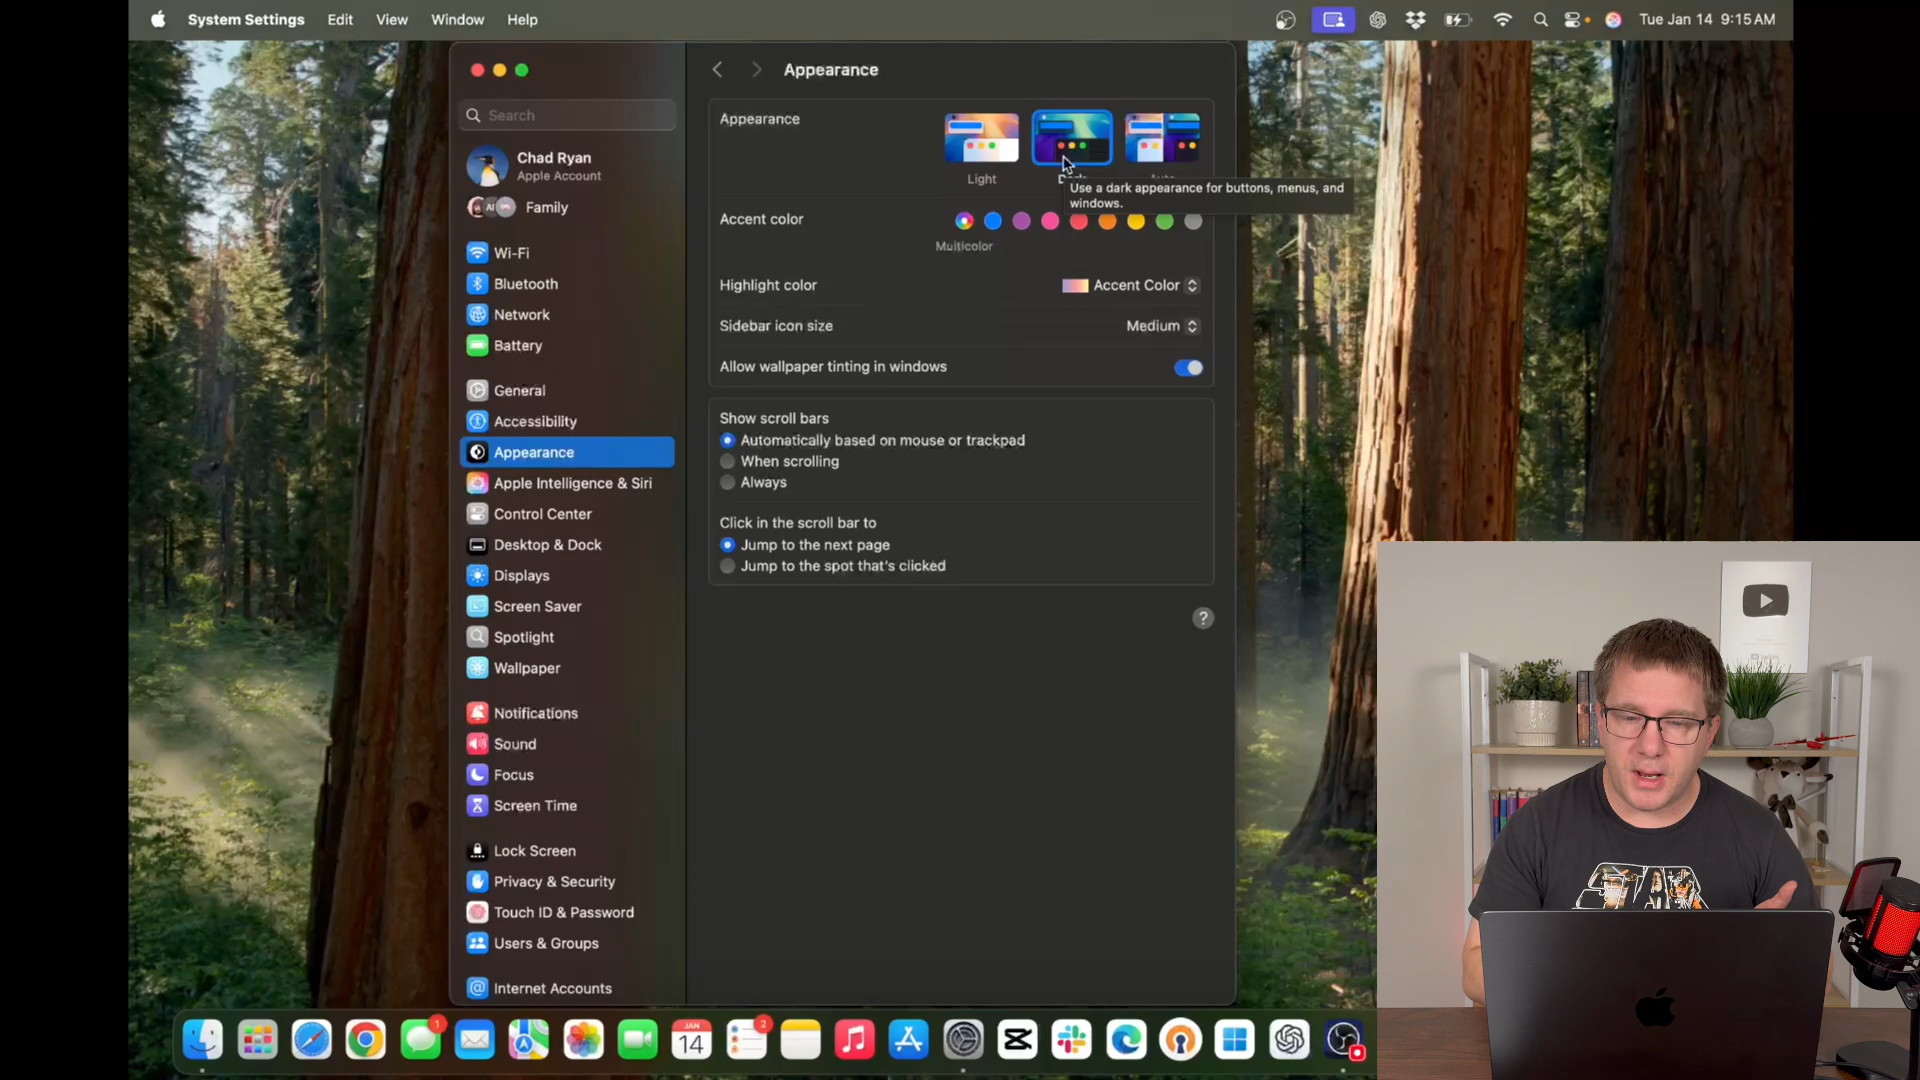 System Settings Edit View Window Help Tue Jan 14 9:15 AM
Search
Chad Ryan
Apple Account
Family
Wi-Fi
Bluetooth
Network
Battery
General
Accessibility
Appearance
Apple Intelligence & Siri
Control Center
Desktop & Dock
Displays
Screen Saver
Spotlight
Wallpaper
Notifications
Sound
Focus
Screen Time
Lock Screen
Privacy & Security
Touch ID & Password
Users & Groups
Internet Accounts
Appearance
Appearance
Light
Use a dark appearance for buttons, menus, and
windows.
Accent color
Multicolor
Highlight color Accent Color
Sidebar icon size Medium
Allow wallpaper tinting in windows
Show scroll bars
Automatically based on mouse or trackpad
When scrolling
Always
Click in the scroll bar to
Jump to the next page
Jump to the spot that's clicked
?
1
JAN
14
2